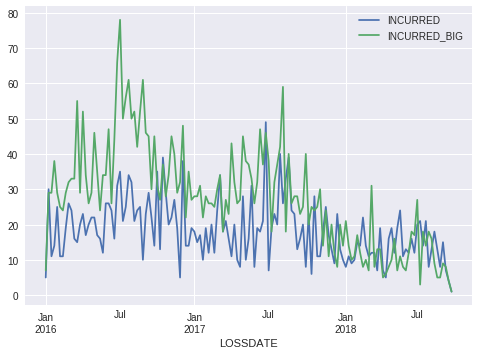 INCURRED
INCURRED_BIG
80
70
60
50
40
30
20
10
0
Jan
2016
Jul
Jan
2017
Jul
Jan
2018
Jul
LOSSDATE